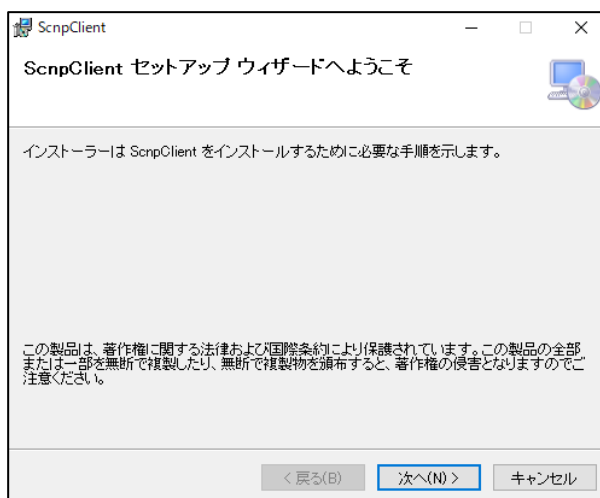 ScnpClient
ScnpClient セットアップ ウィザードへようこそ
インストーラーは ScnpClient をインストールするために必要な手順を示します。
この製品は、著作権に関する法律および国際条約により保護されています。この製品の全部
または一部を無断で複製したり、無断で複製物を頒布すると、著作権の侵害となりますのでご
注意ください。
< 戻る(B)
次へ(N) >
キャンセル